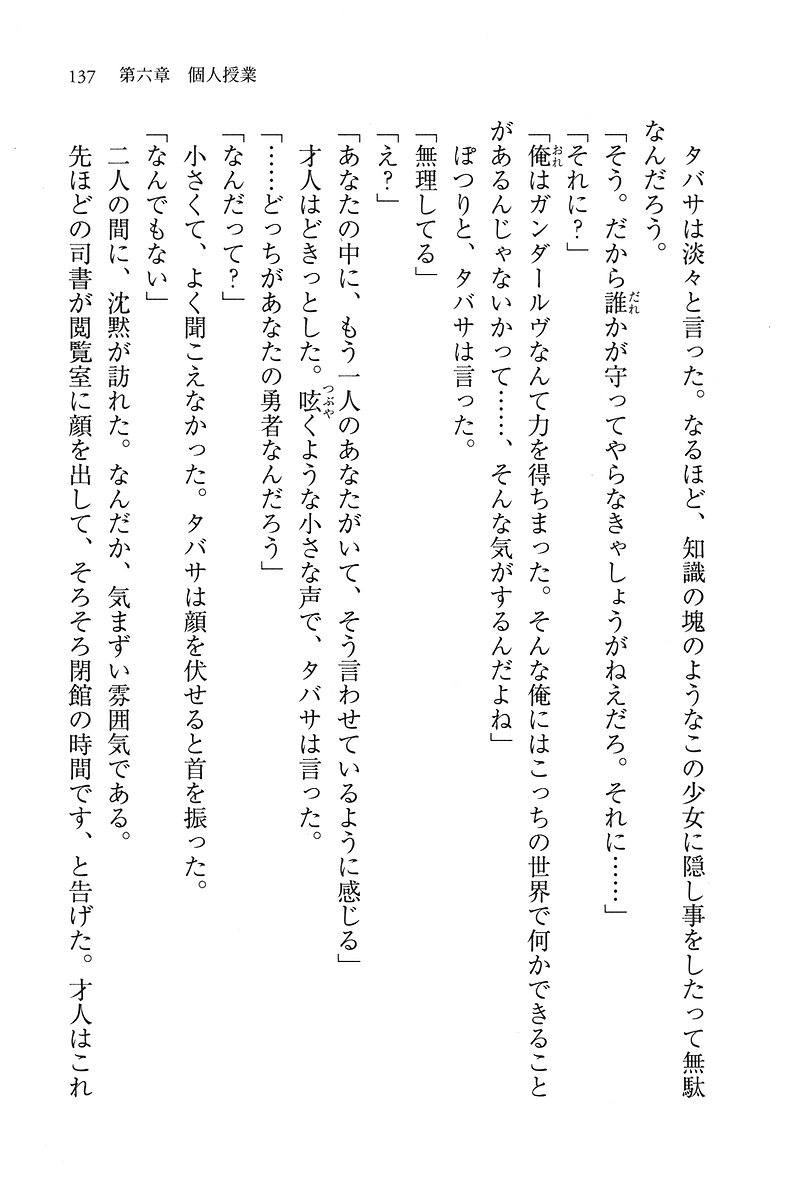 137　第六章　個人授業
　タバサは淡々と言った。なるほど、知識の塊のようなこの少女に隠し事をしたって無駄
なんだろう。
「そう。だから誰かが守ってやらなきゃしょうがねえだろ。それに……」
「それに？」
「俺はガンダールヴなんて力を得ちまった。そんな俺にはこっちの世界で何かできること
があるんじゃないかって……、そんな気がするんだよね」
　ぽつりと、タバサは言った。
「無理してる」
「え？」
「あなたの中に、もう一人のあなたがいて、そう言わせているように感じる」
　才人はどきっとした。呟くような小さな声で、タバサは言った。
「……どっちがあなたの勇者なんだろう」
「なんだって？」
　小さくて、よく聞こえなかった。タバサは顔を伏せると首を振った。
「なんでもない」
　二人の間に、沈黙が訪れた。なんだか、気まずい雰囲気である。
　先ほどの司書が閲覧室に顔を出して、そろそろ閉館の時間です、と告げた。才人はこれ